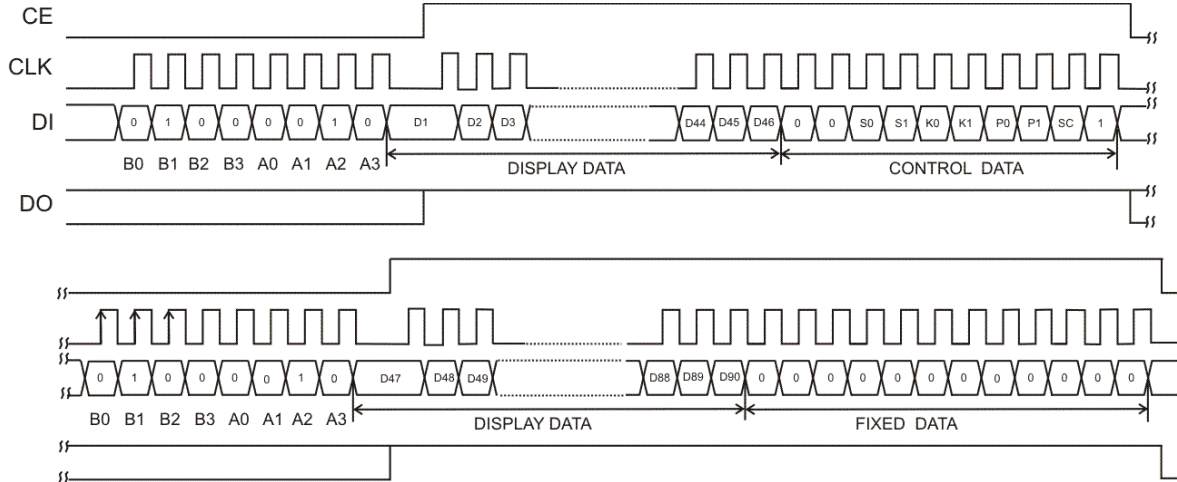 CE
CLK
DI 0 1 0 0 0 0 1 0 D1 D2 D3 D44 D45 D46 0 0 S0 S1 K0 K1 P0 P1 SC 1
B0 B1 B2 B3 A0 A1 A2 A3 DISPLAY DATA CONTROL DATA
DO
0 1 0 0 0 0 1 0 D47 D48 D49 D88 D89 D90 0 0 0 0 0 0 0 0 0 0 0 0
B0 B1 B2 B3 A0 A1 A2 A3 DISPLAY DATA FIXED DATA